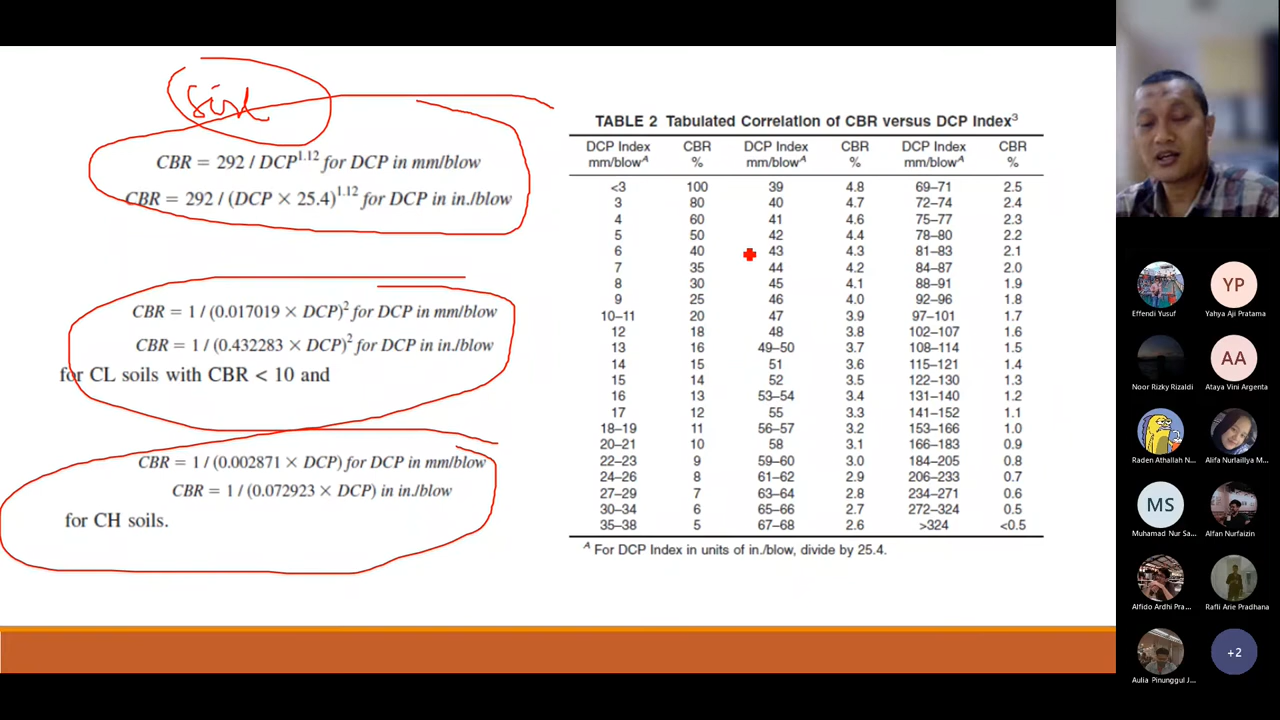 CBR = 292 / DCP^1.12 for DCP in mm/blow
CBR = 292 / (DCP × 25.4)^1.12 for DCP in in./blow
CBR = 1 / (0.017019 × DCP)^2 for DCP in mm/blow
CBR = 1 / (0.432283 × DCP)^2 for DCP in in./blow
for CL soils with CBR < 10 and
CBR = 1 / (0.002871 × DCP) for DCP in mm/blow
CBR = 1 / (0.072923 × DCP) in in./blow
for CH soils.
TABLE 2 Tabulated Correlation of CBR versus DCP Index3
DCP Index CBR DCP Index CBR DCP Index CBR
mm/blowA % mm/blowA % mm/blowA %
<3 100 39 4.8 69–71 2.5
3 80 40 4.7 72–74 2.4
4 60 41 4.6 75–77 2.3
5 50 42 4.4 78–80 2.2
6 40 43 4.3 81–83 2.1
7 35 44 4.2 84–87 2.0
8 30 45 4.1 88–91 1.9
9 25 46 4.0 92–96 1.8
10–11 20 47 3.9 97–101 1.7
12 18 48 3.8 102–107 1.6
13 16 49–50 3.7 108–114 1.5
14 15 51 3.6 115–121 1.4
15 14 52 3.5 122–130 1.3
16 13 53–54 3.4 131–140 1.2
17 12 55 3.3 141–152 1.1
18–19 11 56–57 3.2 153–166 1.0
20–21 10 58 3.1 166–183 0.9
22–23 9 59–60 3.0 184–205 0.8
24–26 8 61–62 2.9 206–233 0.7
27–29 7 63–64 2.8 234–271 0.6
30–34 6 65–66 2.7 272–324 0.5
35–38 5 67–68 2.6 >324 <0.5
A For DCP Index in units of in./blow, divide by 25.4.
YP
Effendi Yusuf
Yahya Aji Pratama
AA
Noor Rizky Rizaldi
Ataya Vini Argenta
Raden Athallah N...
Alifa Nurlaillya M...
MS
Muhamad Nur Sa...
Alfan Nurfaizin
Alfido Ardhi Pra...
Rafli Arie Pradhana
+2
Aulia Pinunggul J...